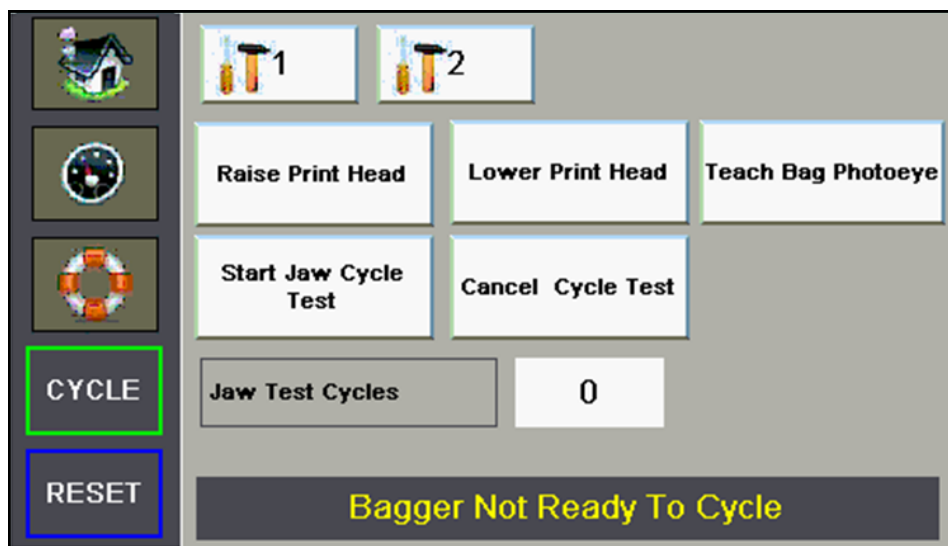 1
2
Raise Print Head
Lower Print Head
Teach Bag Photoeye
Start Jaw Cycle
Test
Cancel Cycle Test
CYCLE
Jaw Test Cycles
0
RESET
Bagger Not Ready To Cycle